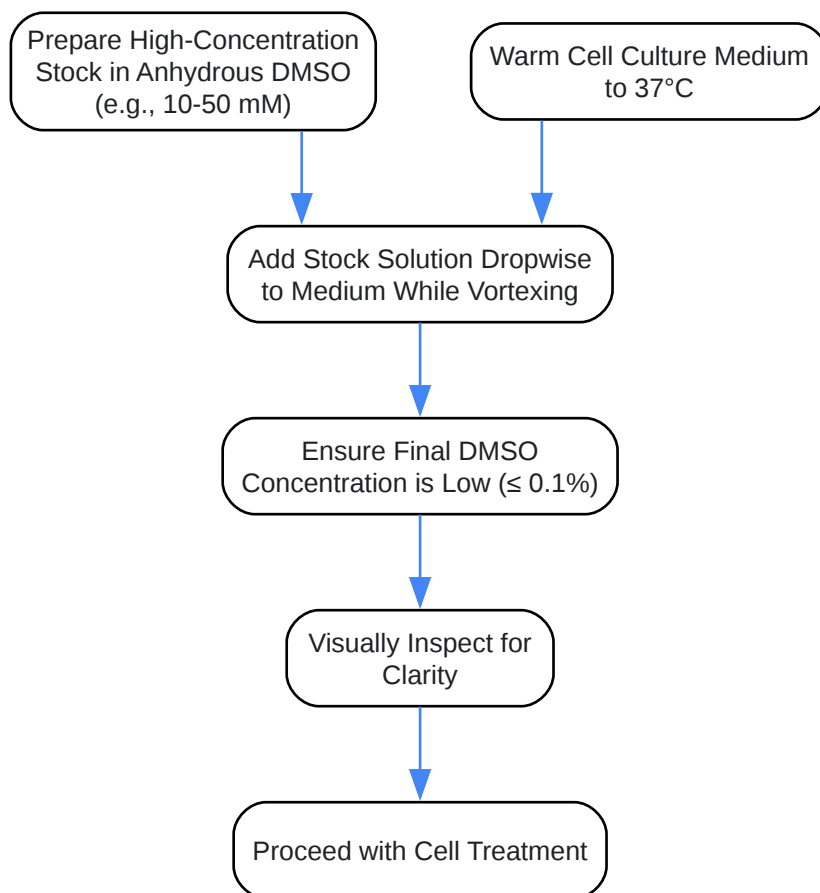 Prepare High-Concentration
Stock in Anhydrous DMSO
(e.g., 10-50 mM)
Warm Cell Culture Medium
to 37°C
Add Stock Solution Dropwise
to Medium While Vortexing
Ensure Final DMSO
Concentration is Low (≤ 0.1%)
Visually Inspect for
Clarity
Proceed with Cell Treatment